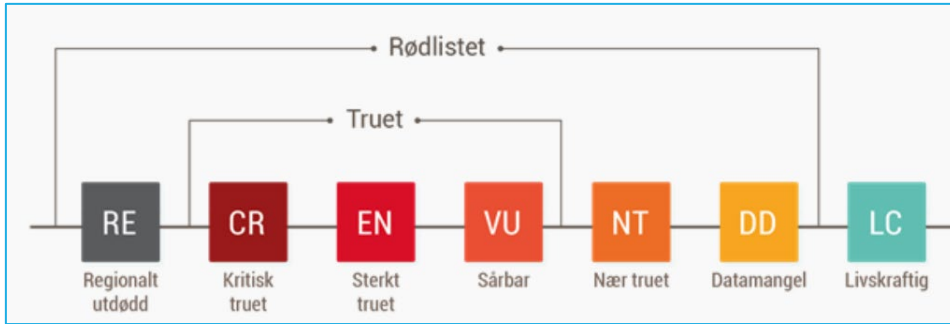 Rødlistet
Truet
RE
CR
EN
VU
NT
DD
LC
Regionalt
utdødd
Kritisk
truet
Sterkt
truet
Sårbar
Nær truet
Datamangel
Livskraftig